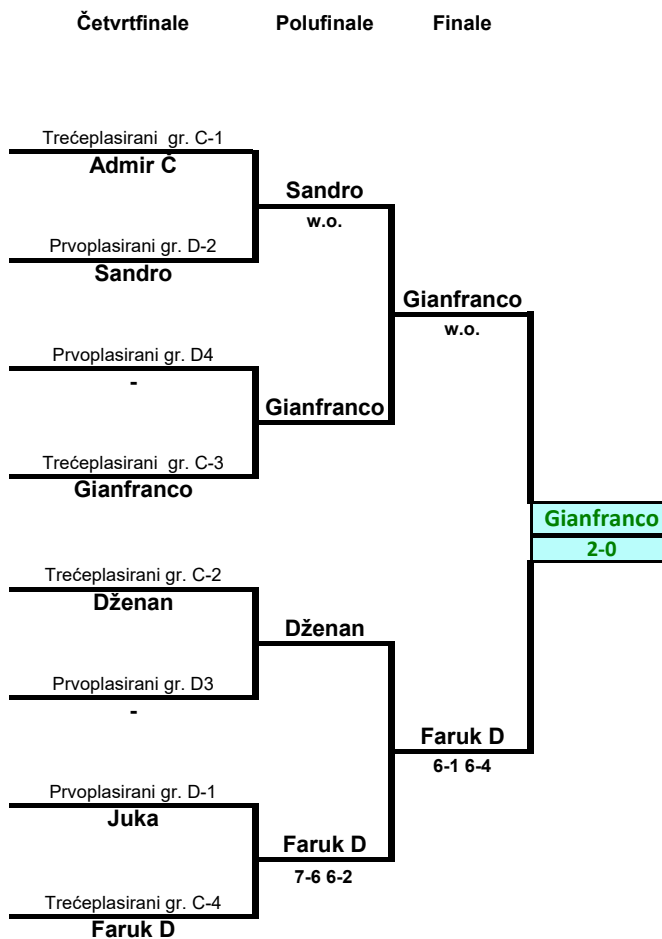 Četvrtfinale Polufinale Finale
Trećeplasirani gr. C-1
Admir Č
Sandro
w.o.
Prvoplasirani gr. D-2
Sandro
Gianfranco
w.o.
Prvoplasirani gr. D4
-
Gianfranco
Trećeplasirani gr. C-3
Gianfranco
Gianfranco
2-0
Trećeplasirani gr. C-2
Dženan
Dženan
Prvoplasirani gr. D3
-
Faruk D
6-1 6-4
Prvoplasirani gr. D-1
Juka
Faruk D
7-6 6-2
Trećeplasirani gr. C-4
Faruk D